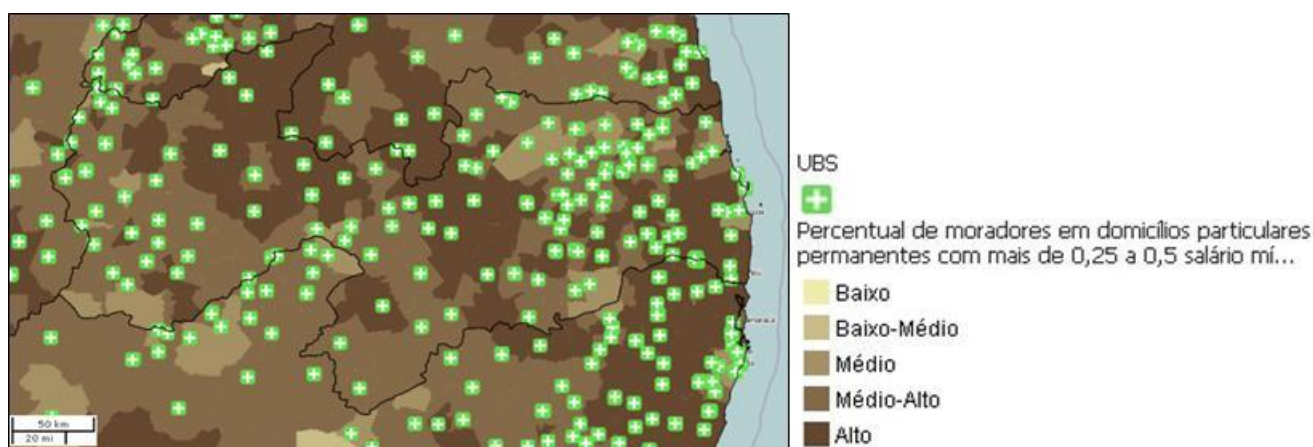 UBS
Percentual de moradores em domicílios particulares
permanentes com mais de 0,25 a 0,5 salário mí...
Baixo
Baixo-Médio
Médio
Médio-Alto
Alto
50 km
20 mi